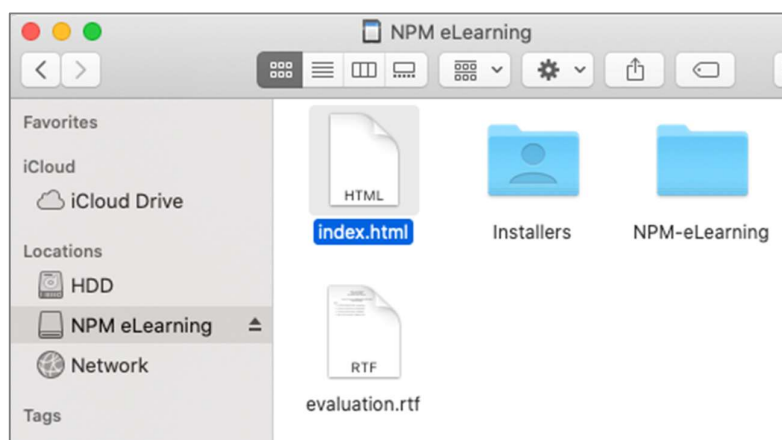 NPM eLearning
Favorites
iCloud
iCloud Drive
Locations
HDD
NPM eLearning
Network
Tags
HTML
index.html
Installers
NPM-eLearning
RTF
evaluation.rtf